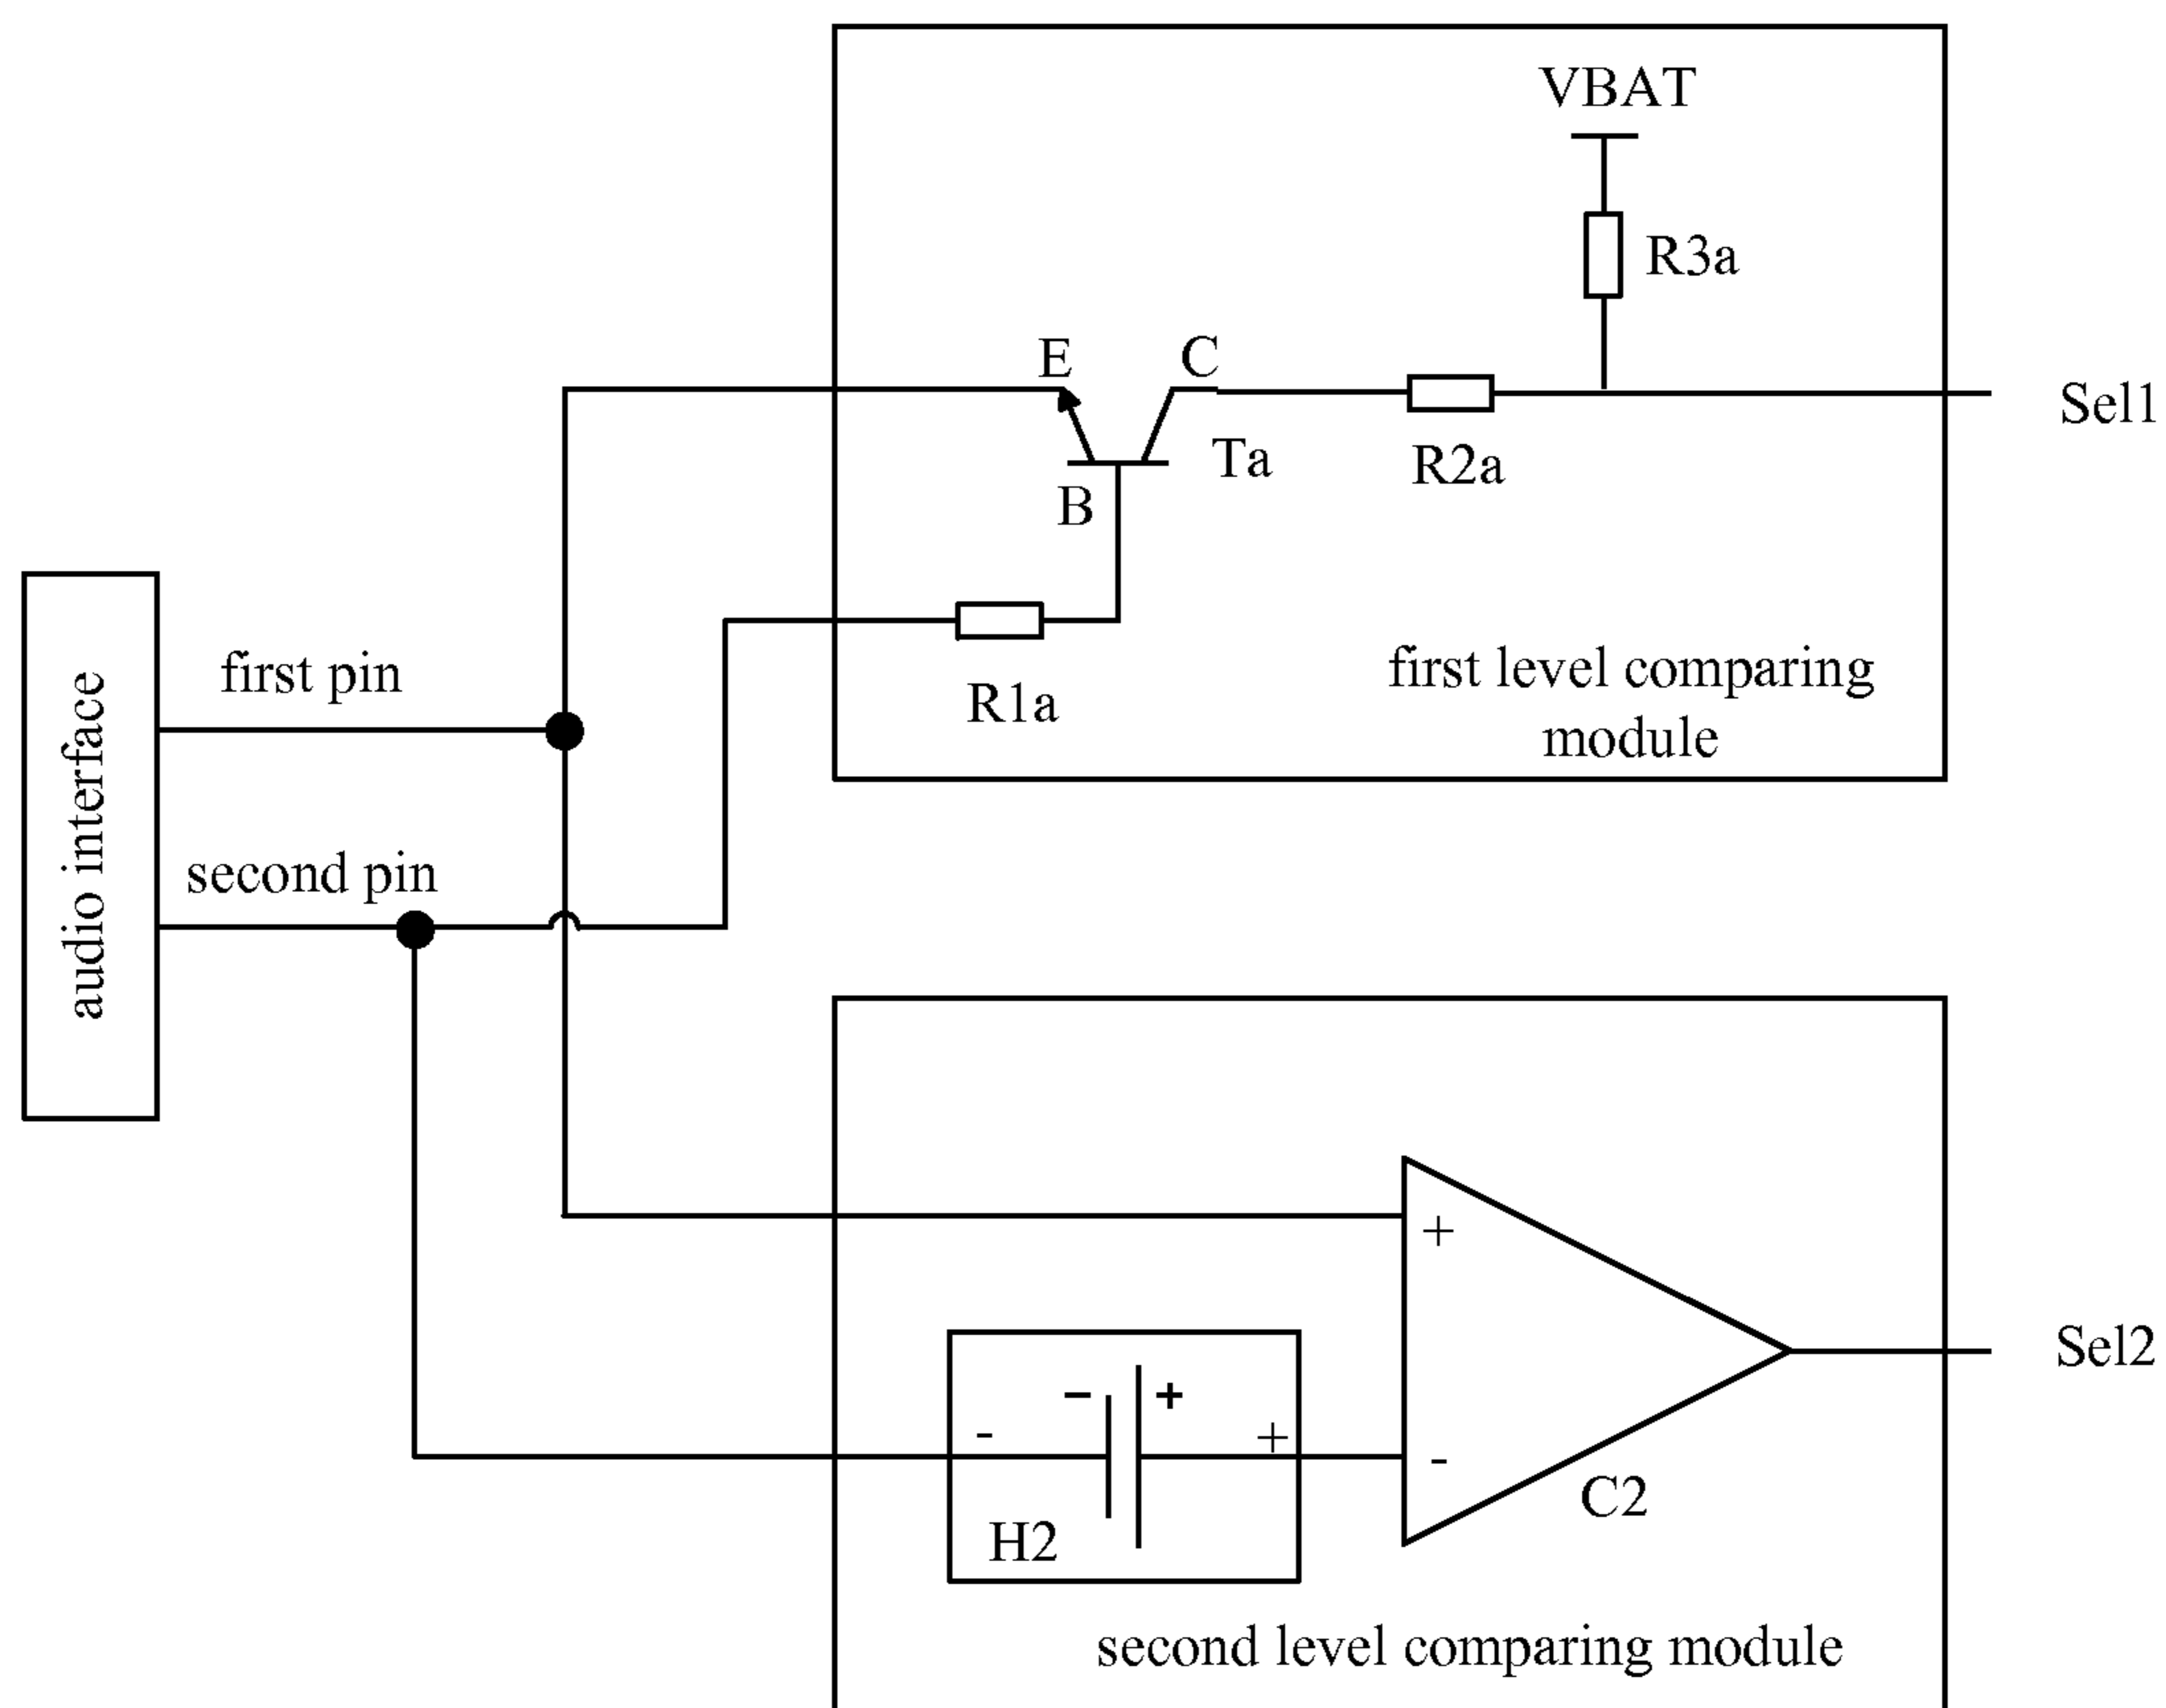 VBAT
R3a
E
C
Sel1
Ta
R2a
B
first pin
first level comparing
module
R1a
audio interface
second pin
+
Sel2
− +
- +
-
C2
H2
second level comparing module